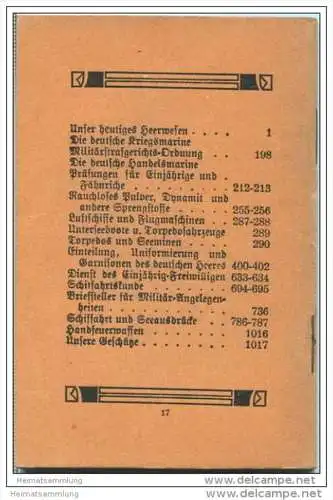 Unser heutiges Heerwesen . . . . 1
Die deutsche Kriegsmarine
Militärstrafgerichts-Ordnung . . 198
Die deutsche Handelsmarine
Prüfungen für Einjährige und
Fähnriche . . . . . 212-213
Rauchloses Pulver, Dynamit und
andere Sprengstoffe . . 255-256
Luftschiffe und Flugmaschinen . 287-288
Unterseeboote u. Torpedofahrzeuge 289
Torpedos und Seeminen . . . 290
Einteilung, Uniformierung und
Garnisonen des deutschen Heeres 400-402
Dienst des Einjährig-Freiwilligen 633-634
Schiffahrtskunde . . . . 694-695
Briefsteller für Militär-Angelegen-
heiten . . . . . . . 736
Schiffahrt und Seeausdrücke . . 786-787
Handfeuerwaffen . . . . . 1016
Unsere Geschütze . . . . . 1017
17
Heimatsammlung
Heimatsammlung@delcampe.net